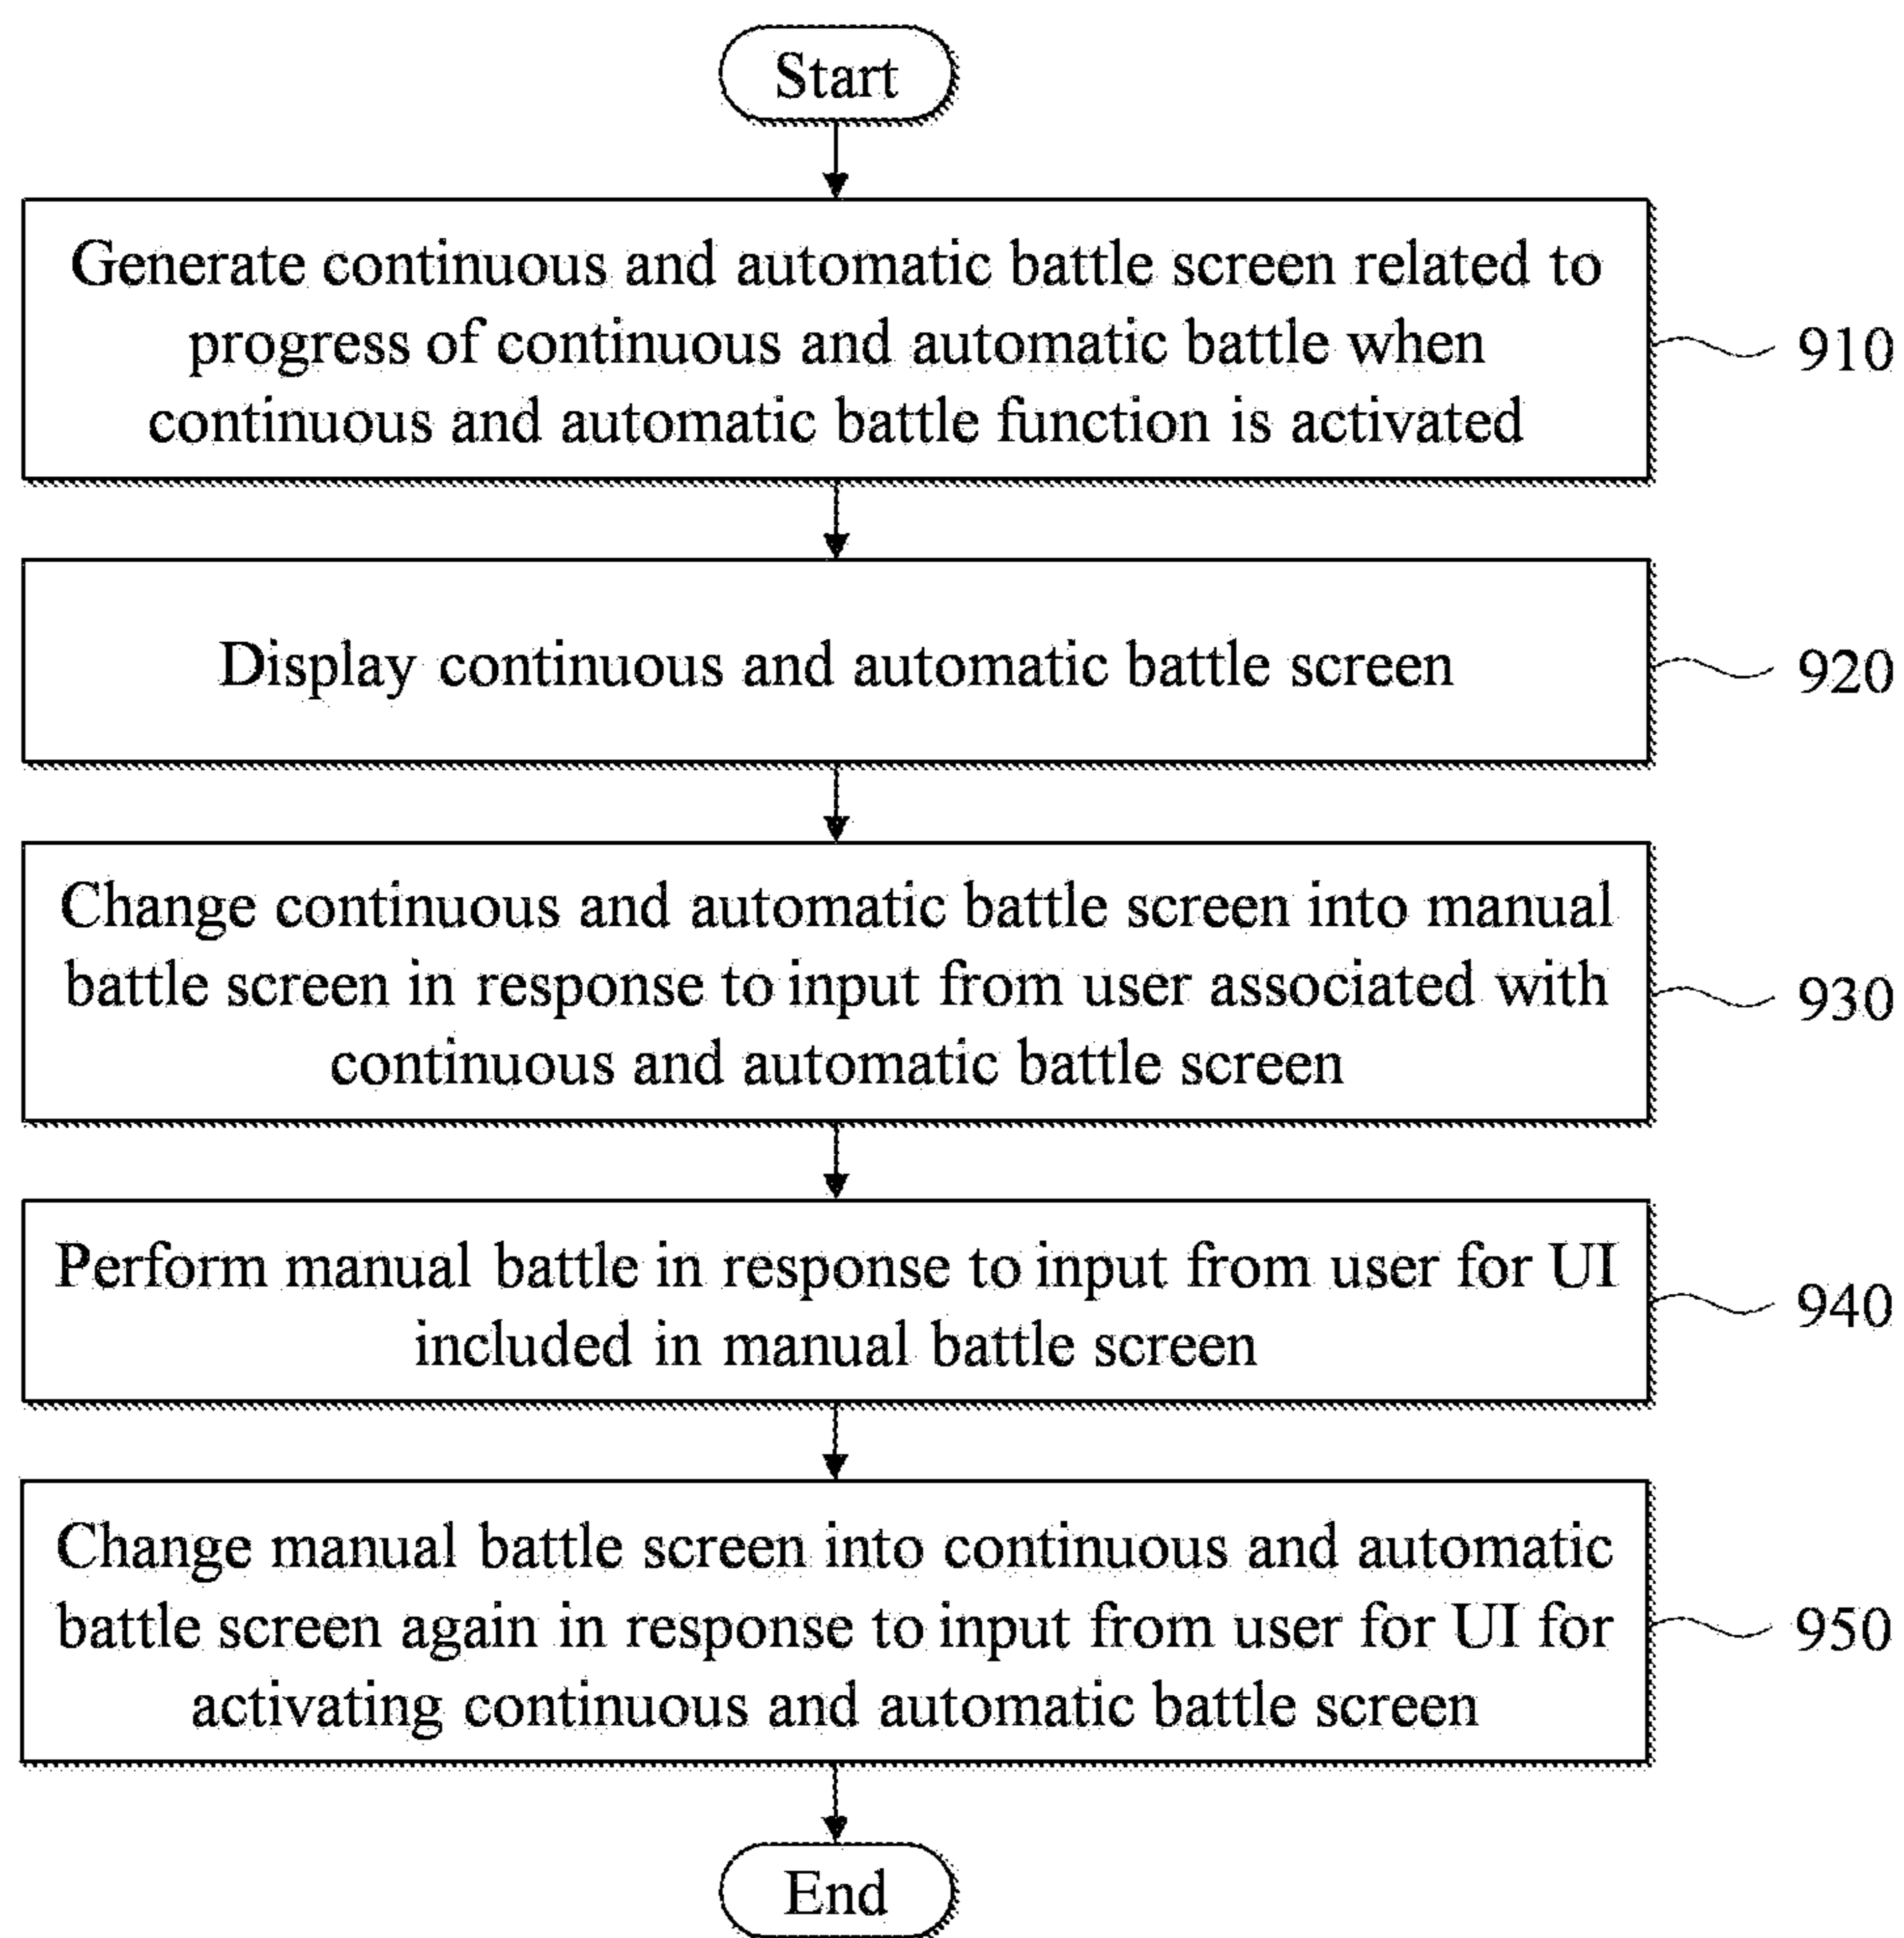 Start
Generate continuous and automatic battle screen related to
progress of continuous and automatic battle when
continuous and automatic battle function is activated
910
Display continuous and automatic battle screen
920
Change continuous and automatic battle screen into manual
battle screen in response to input from user associated with
continuous and automatic battle screen
930
Perform manual battle in response to input from user for UI
included in manual battle screen
940
Change manual battle screen into continuous and automatic
battle screen again in response to input from user for UI for
activating continuous and automatic battle screen
950
End